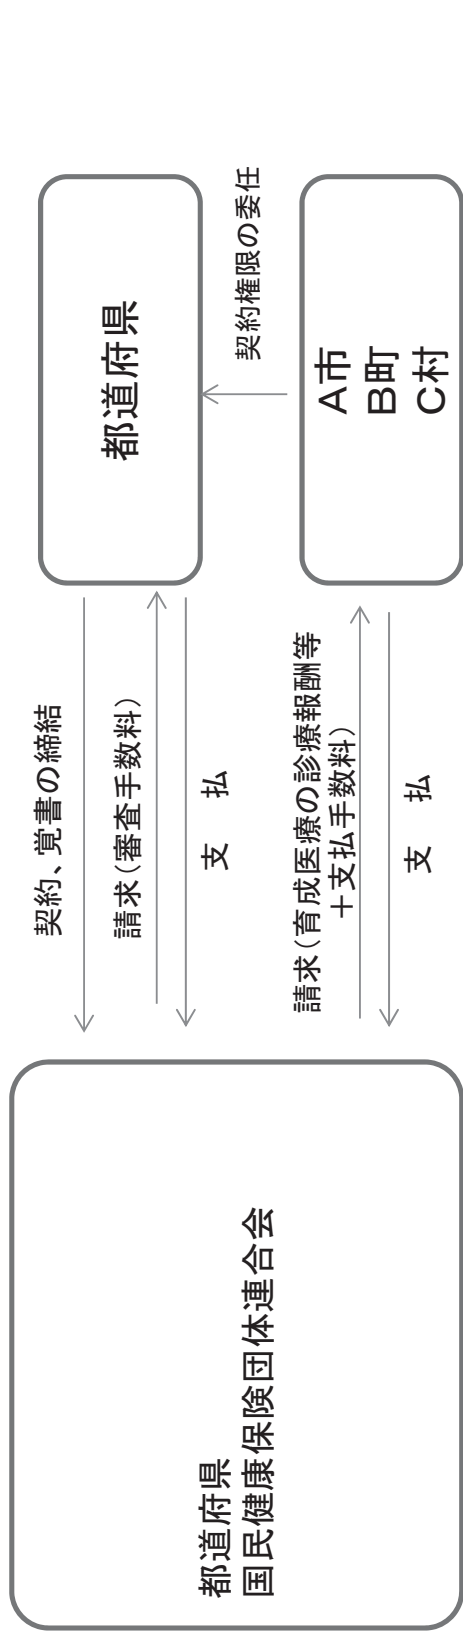 都道府県
国民健康保険団体連合会
契約、覚書の締結
請求（審査手数料）
支　払
請求（育成医療の診療報酬等
＋支払手数料）
支　払
都道府県
契約権限の委任
A市
B町
C村